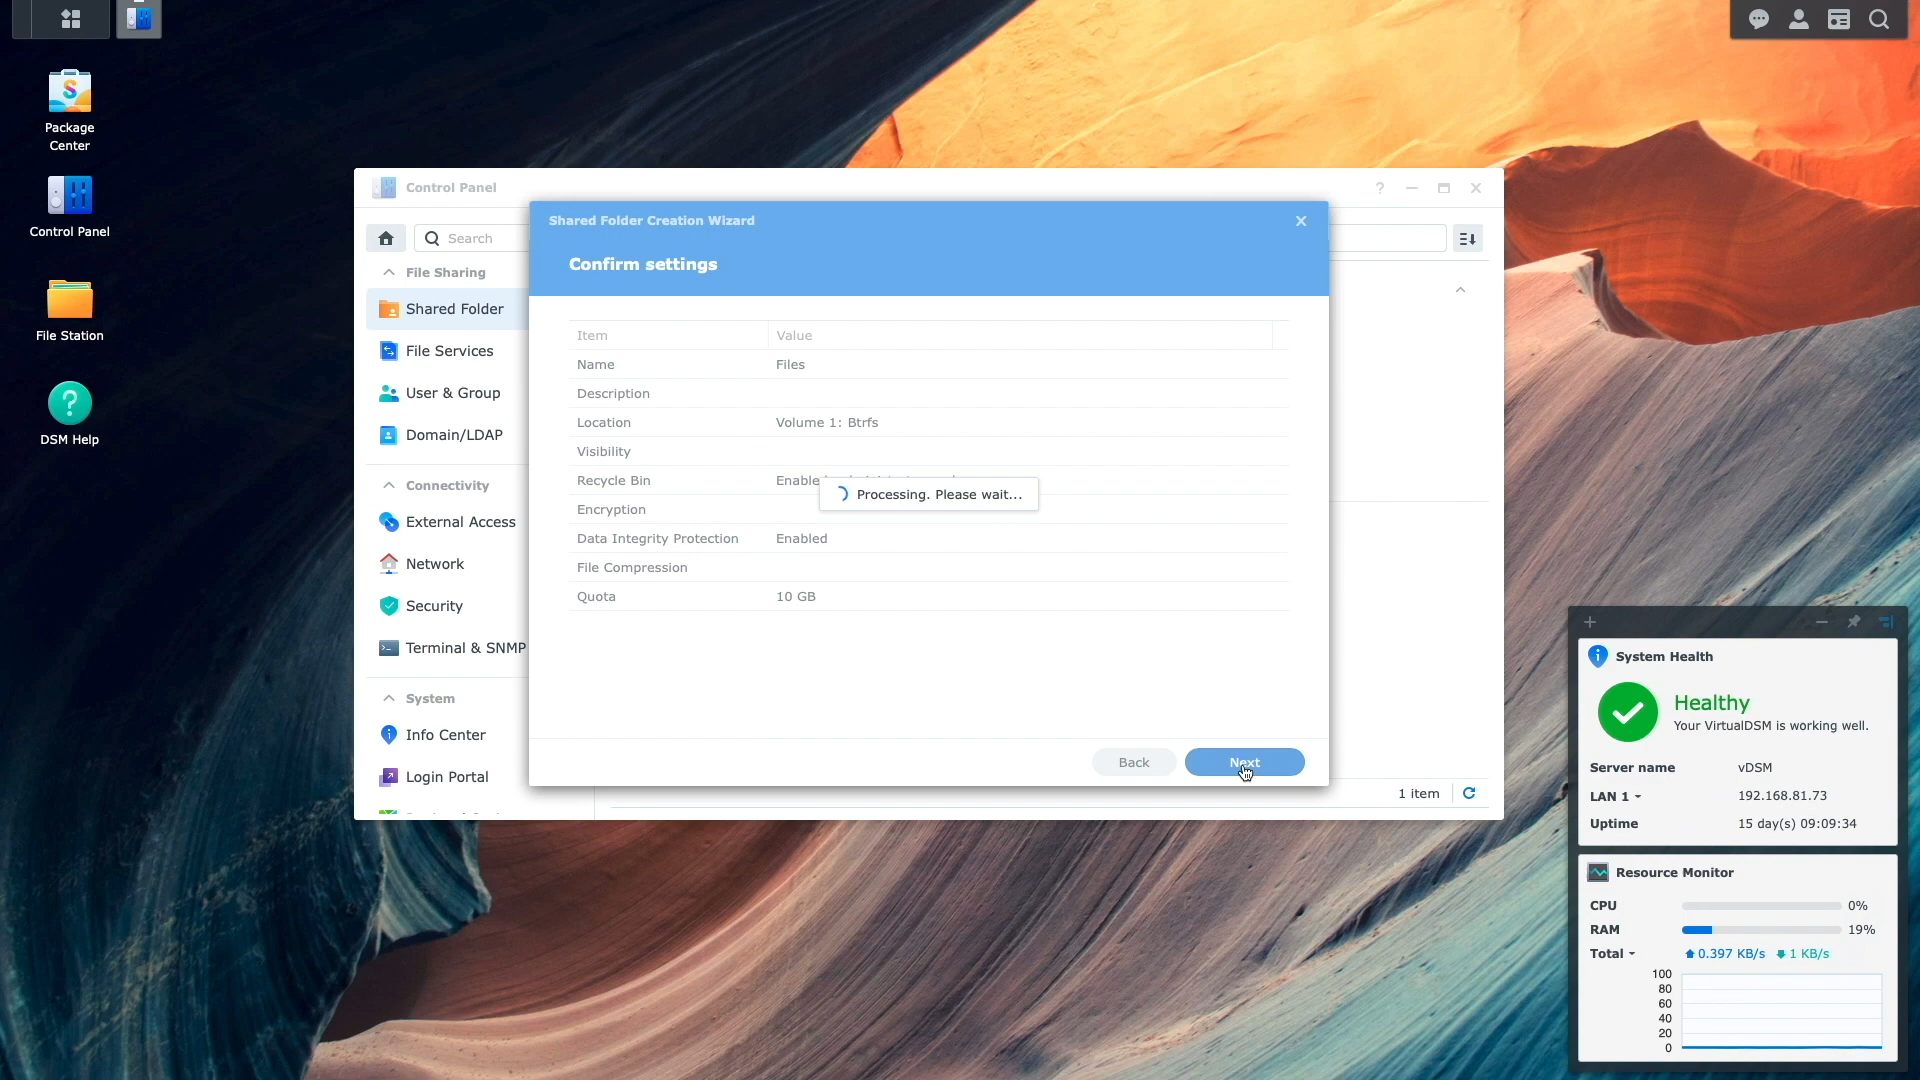 Package
Center
Control Panel
File Station
DSM Help
Control Panel
?
Search
File Sharing
Shared Folder
File Services
User & Group
Domain/LDAP
Connectivity
External Access
Network
Security
Terminal & SNMP
System
Info Center
Login Portal
1 item
Shared Folder Creation Wizard
Confirm settings
Item Value
Name Files
Description
Location Volume 1: Btrfs
Visibility
Recycle Bin
Processing. Please wait...
Encryption
Data Integrity Protection Enabled
File Compression
Quota 10 GB
Back Next
System Health
Healthy
Your VirtualDSM is working well.
Server name vDSM
LAN 1 192.168.81.73
Uptime 15 day(s) 09:09:34
Resource Monitor
CPU 0%
RAM 19%
Total 0.397 KB/s 1 KB/s
100
80
60
40
20
0